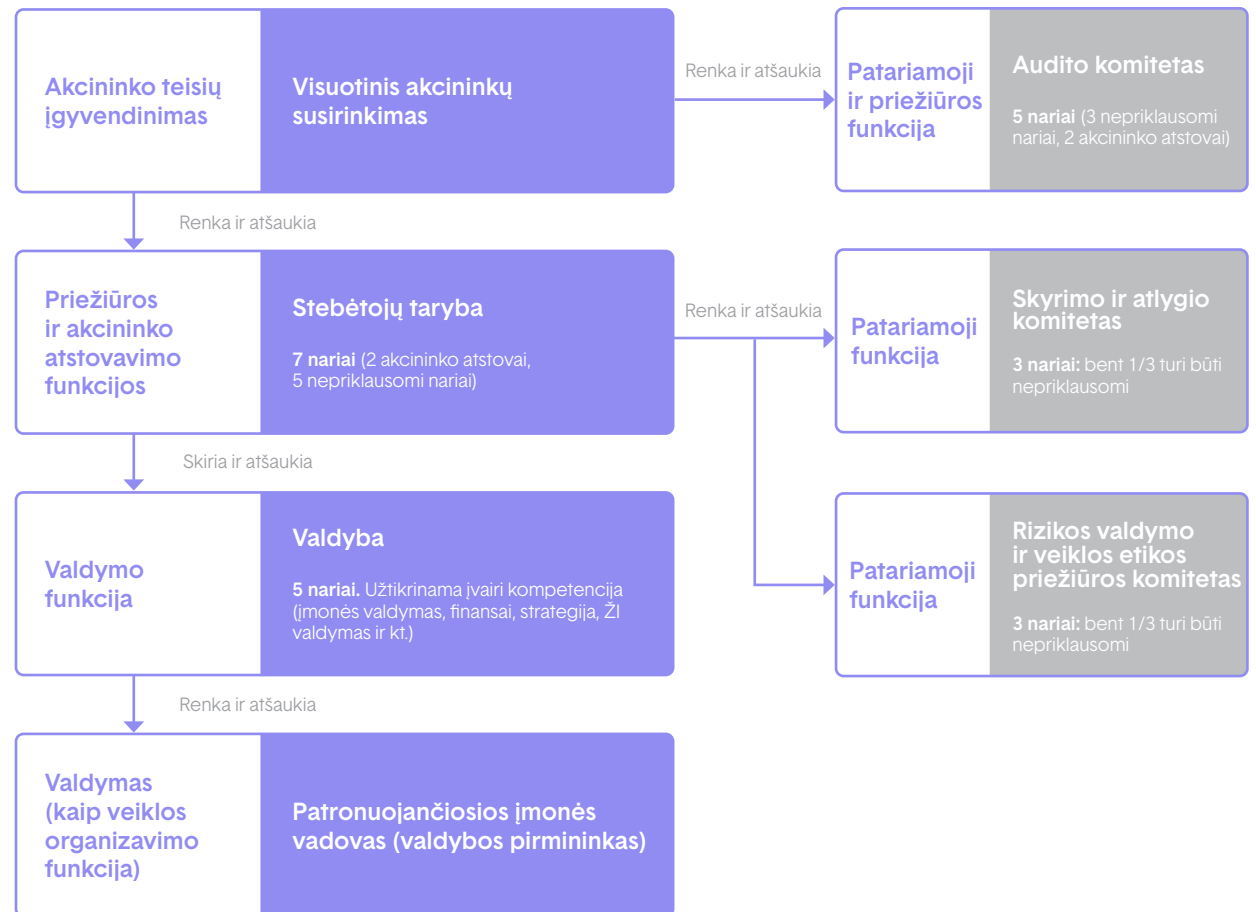 Akcininko teisių
įgyvendinimas
Visuotinis akcininkų
susirinkimas
Renka ir atšaukia
Patariamoji
ir priežiūros
funkcija
Audito komitetas
5 nariai (3 nepriklausomi
nariai, 2 akcininko atstovai)
Renka ir atšaukia
Priežiūros
ir akcininko
atstovavimo
funkcijos
Stebėtojų taryba
7 nariai (2 akcininko atstovai,
5 nepriklausomi nariai)
Renka ir atšaukia
Patariamoji
funkcija
Skyrimo ir atlygio
komitetas
3 nariai: bent 1/3 turi būti
nepriklausomi
Skiria ir atšaukia
Valdymo
funkcija
Valdyba
5 nariai. Užtikrinama įvairi kompetencija
(įmonės valdymas, finansai, strategija, ŽI
valdymas ir kt.)
Patariamoji
funkcija
Rizikos valdymo
ir veiklos etikos
priežiūros komitetas
3 nariai: bent 1/3 turi būti
nepriklausomi
Renka ir atšaukia
Valdymas
(kaip veiklos
organizavimo
funkcija)
Patronuojančiosios įmonės
vadovas (valdybos pirmininkas)